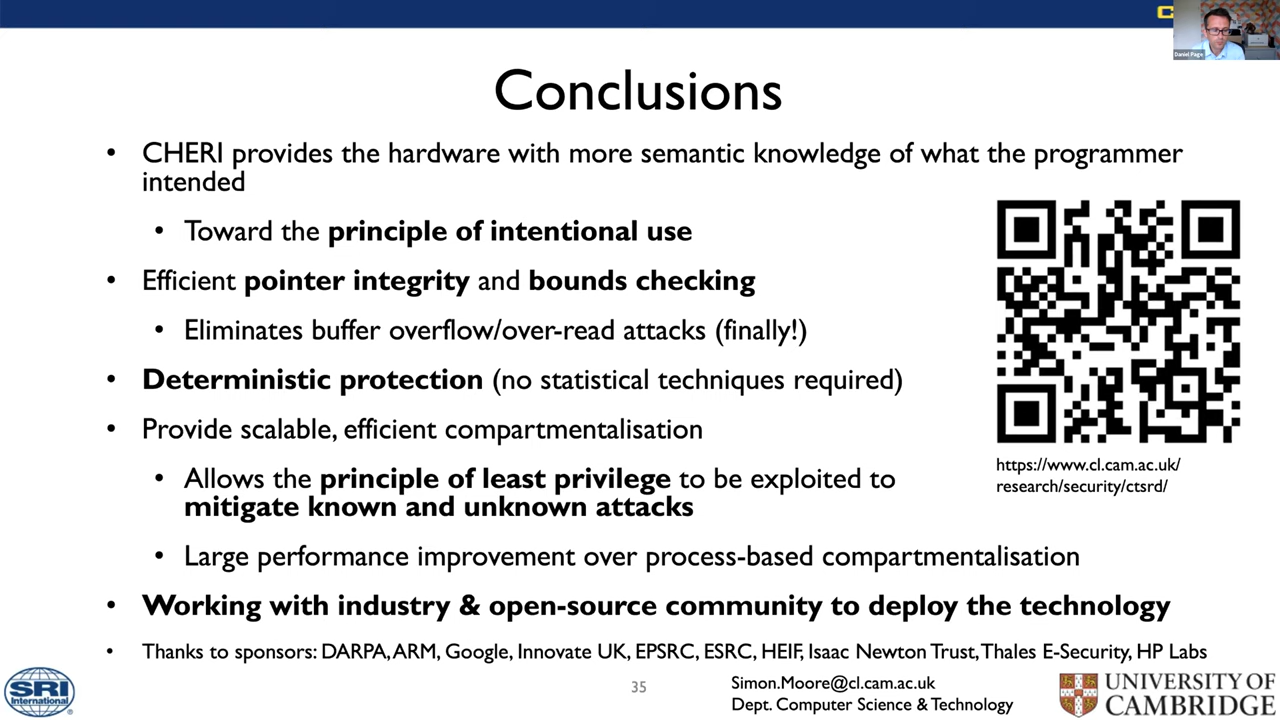 Daniel Page
Conclusions
• CHERI provides the hardware with more semantic knowledge of what the programmer
intended
• Toward the principle of intentional use
• Efficient pointer integrity and bounds checking
• Eliminates buffer overflow/over-read attacks (finally!)
• Deterministic protection (no statistical techniques required)
• Provide scalable, efficient compartmentalisation
• Allows the principle of least privilege to be exploited to
mitigate known and unknown attacks
• Large performance improvement over process-based compartmentalisation
https://www.cl.cam.ac.uk/
research/security/ctsrd/
• Working with industry & open-source community to deploy the technology
• Thanks to sponsors: DARPA, ARM, Google, Innovate UK, EPSRC, ESRC, HEIF, Isaac Newton Trust, Thales E-Security, HP Labs
SRI
International
35
Simon.Moore@cl.cam.ac.uk
Dept. Computer Science & Technology
UNIVERSITY OF
CAMBRIDGE